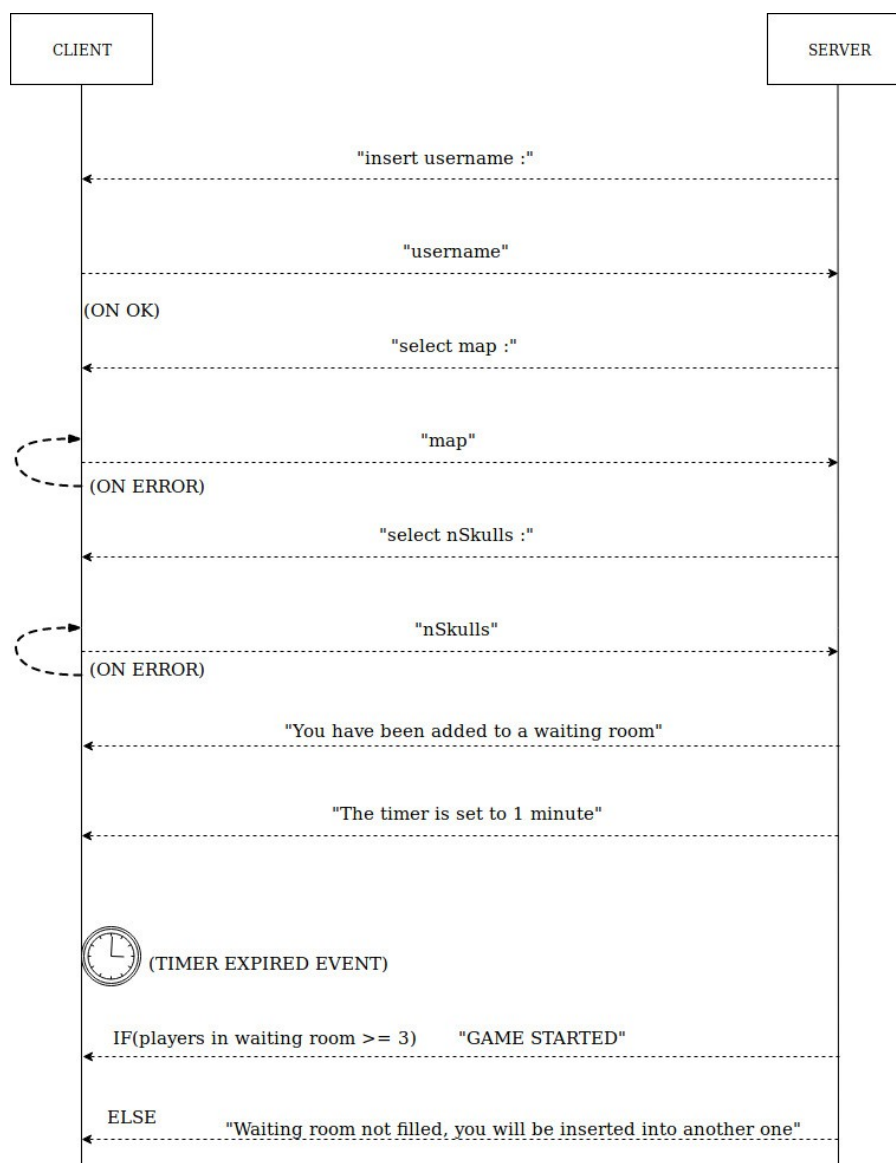 CLIENT
SERVER
"insert username :"
"username"
(ON OK)
"select map :"
"map"
(ON ERROR)
"select nSkulls :"
"nSkulls"
(ON ERROR)
"You have been added to a waiting room"
"The timer is set to 1 minute"
(TIMER EXPIRED EVENT)
IF(players in waiting room >= 3) "GAME STARTED"
ELSE
"Waiting room not filled, you will be inserted into another one"